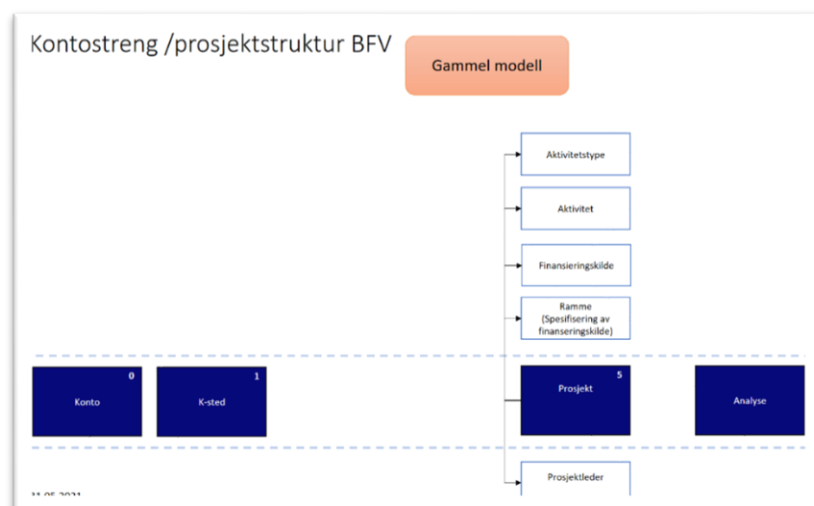 Kontostreng /prosjektstruktur BFV
Gammel modell
Aktivitetstype
Aktivitet
Finansieringskilde
Ramme
(Spesifisering av
finanseringskilde)
0
Konto
1
K-sted
5
Prosjekt
Analyse
Prosjektleder